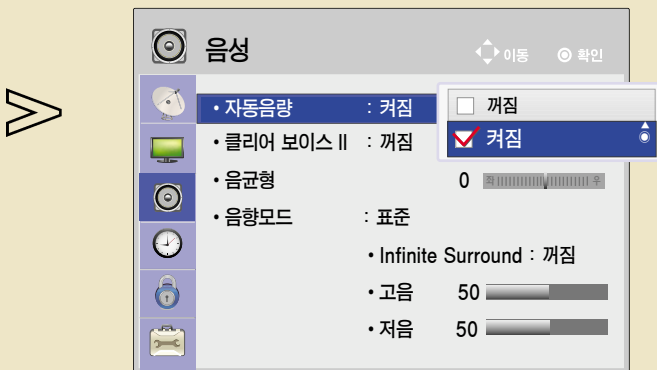 음성 이동 확인
• 자동음량 : 켜짐
꺼짐
켜짐
• 클리어 보이스 II : 꺼짐
• 음균형 0 좌 우
• 음향모드 : 표준
• Infinite Surround : 꺼짐
• 고음 50
• 저음 50